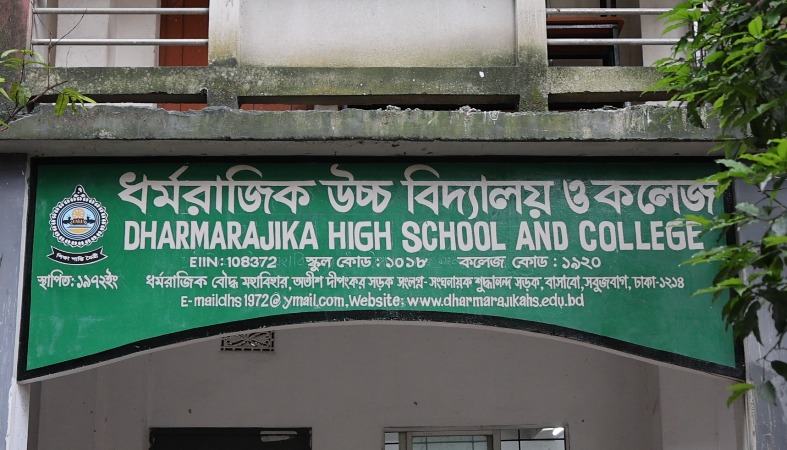 ধর্মরাজিক উচ্চ বিদ্যালয় ও কলেজ
DHARMARAJIKA HIGH SCHOOL AND COLLEGE
EIIN: 108372 স্কুল কোড : ১০১৮ কলেজ কোড : ১৯২০
শিক্ষা শান্তি মৈত্রী
স্থাপিত: ১৯৭২ইং
ধর্মরাজিক বৌদ্ধ মহাবিহার, অতীশ দীপংকর সড়ক সংলগ্ন- সংঘনায়ক শুদ্ধানন্দ সড়ক, বাসাবো, সবুজবাগ, ঢাকা-১২১৪
E-maildhs1972@ymail.com, Website: www.dharmarajikahs.edu.bd